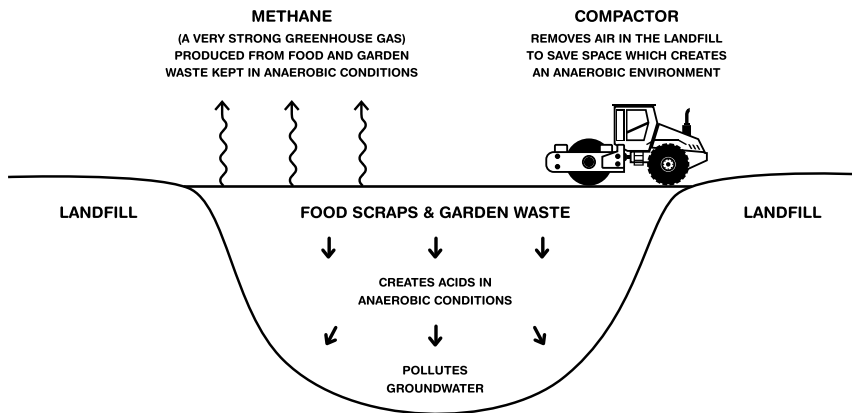 METHANE
(A VERY STRONG GREENHOUSE GAS)
PRODUCED FROM FOOD AND GARDEN
WASTE KEPT IN ANAEROBIC CONDITIONS
COMPACTOR
REMOVES AIR IN THE LANDFILL
TO SAVE SPACE WHICH CREATES
AN ANAEROBIC ENVIRONMENT
LANDFILL
FOOD SCRAPS & GARDEN WASTE
LANDFILL
CREATES ACIDS IN
ANAEROBIC CONDITIONS
POLLUTES
GROUNDWATER